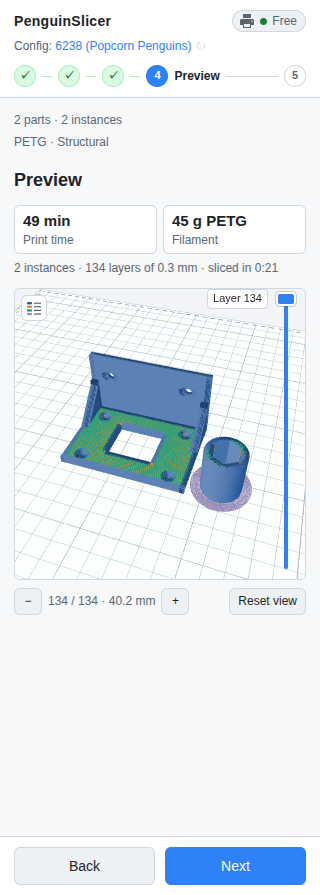 PenguinSlicer
Free
Config: 6238 (Popcorn Penguins)
4 Preview 5
2 parts · 2 instances
PETG · Structural
Preview
49 min
Print time
45 g PETG
Filament
2 instances · 134 layers of 0.3 mm · sliced in 0:21
Layer 134
− 134 / 134 · 40.2 mm + Reset view
Back Next